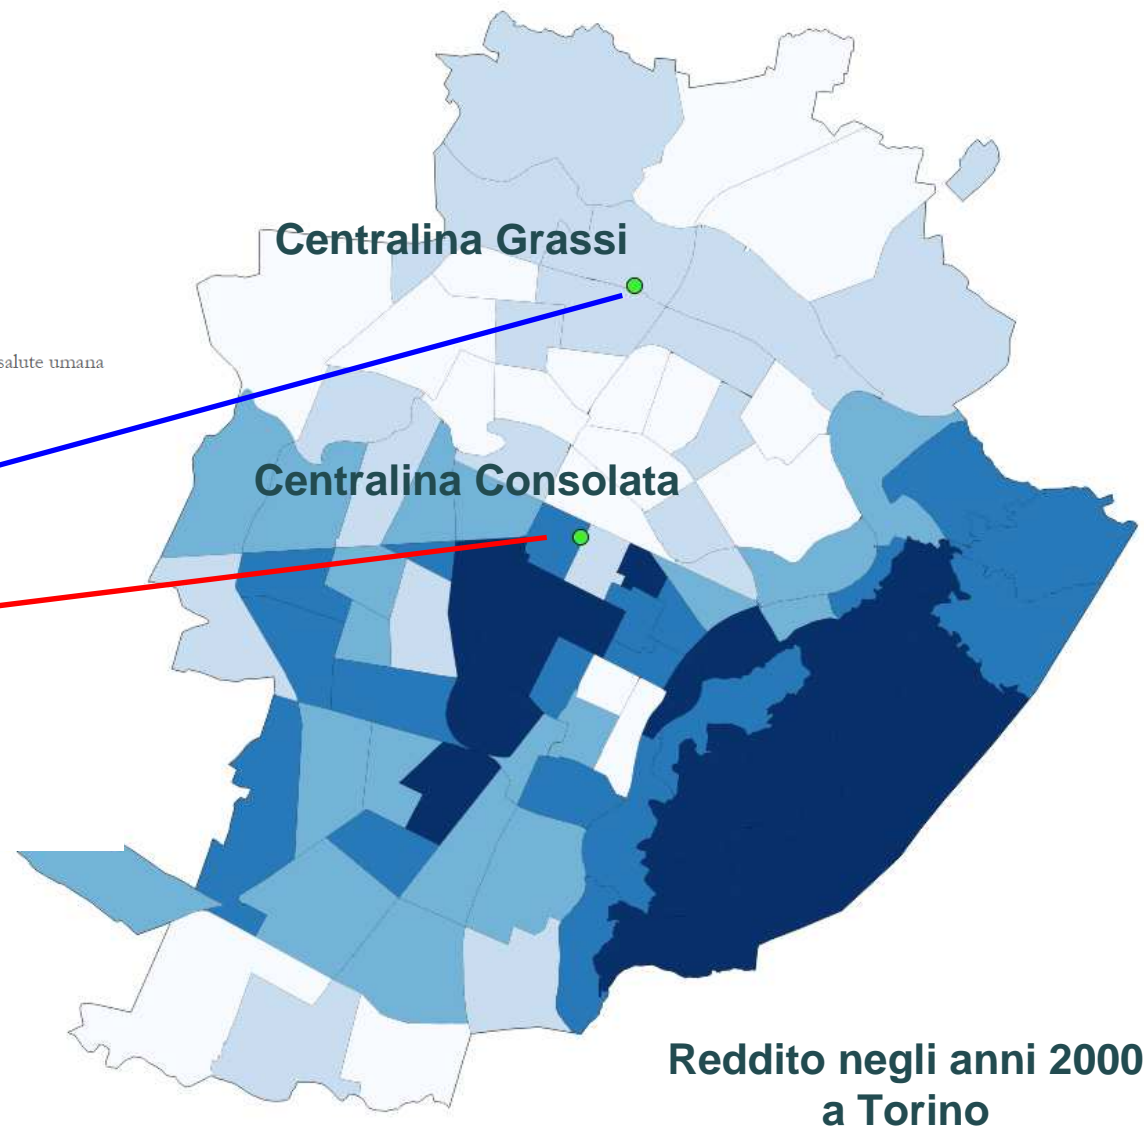 Centralina Grassi
salute umana
Centralina Consolata
Reddito negli anni 2000
a Torino